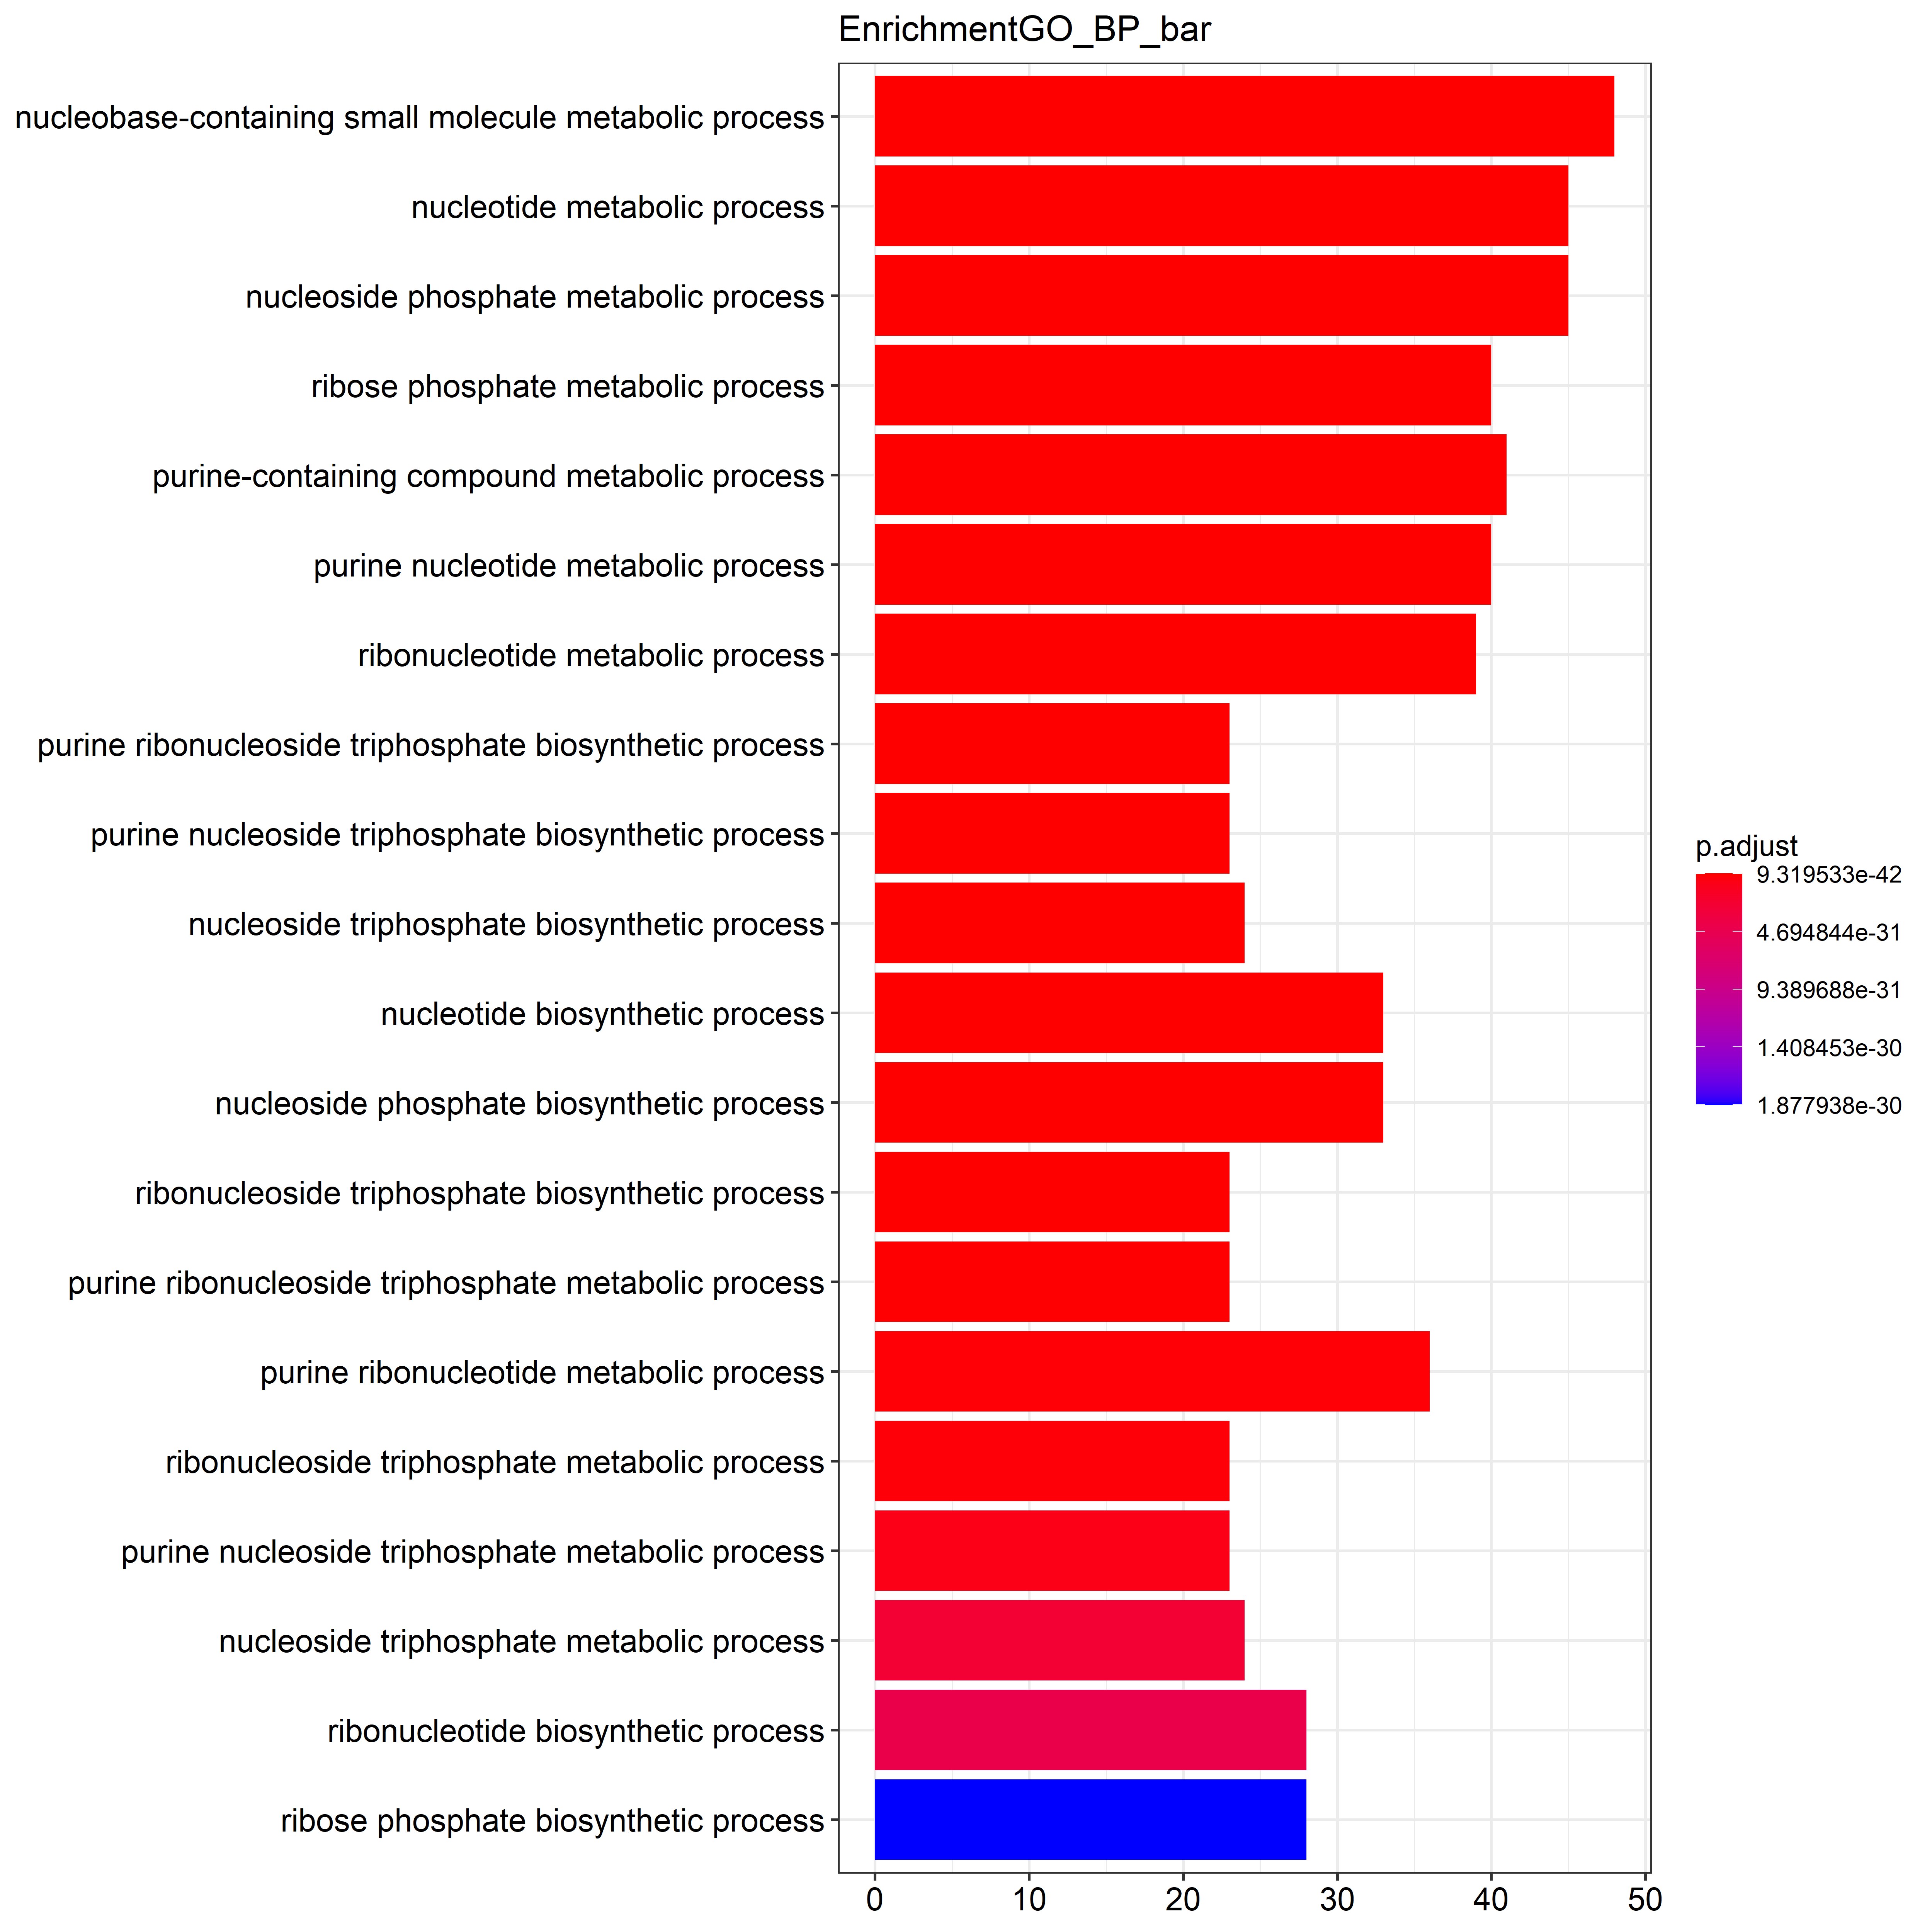 EnrichmentGO_BP_bar
nucleobase-containing small molecule metabolic process
nucleotide metabolic process
nucleoside phosphate metabolic process
ribose phosphate metabolic process
purine-containing compound metabolic process
purine nucleotide metabolic process
ribonucleotide metabolic process
purine ribonucleoside triphosphate biosynthetic process
purine nucleoside triphosphate biosynthetic process
nucleoside triphosphate biosynthetic process
nucleotide biosynthetic process
nucleoside phosphate biosynthetic process
ribonucleoside triphosphate biosynthetic process
purine ribonucleoside triphosphate metabolic process
purine ribonucleotide metabolic process
ribonucleoside triphosphate metabolic process
purine nucleoside triphosphate metabolic process
nucleoside triphosphate metabolic process
ribonucleotide biosynthetic process
ribose phosphate biosynthetic process
0 10 20 30 40 50
p.adjust
9.319533e-42
4.694844e-31
9.389688e-31
1.408453e-30
1.877938e-30